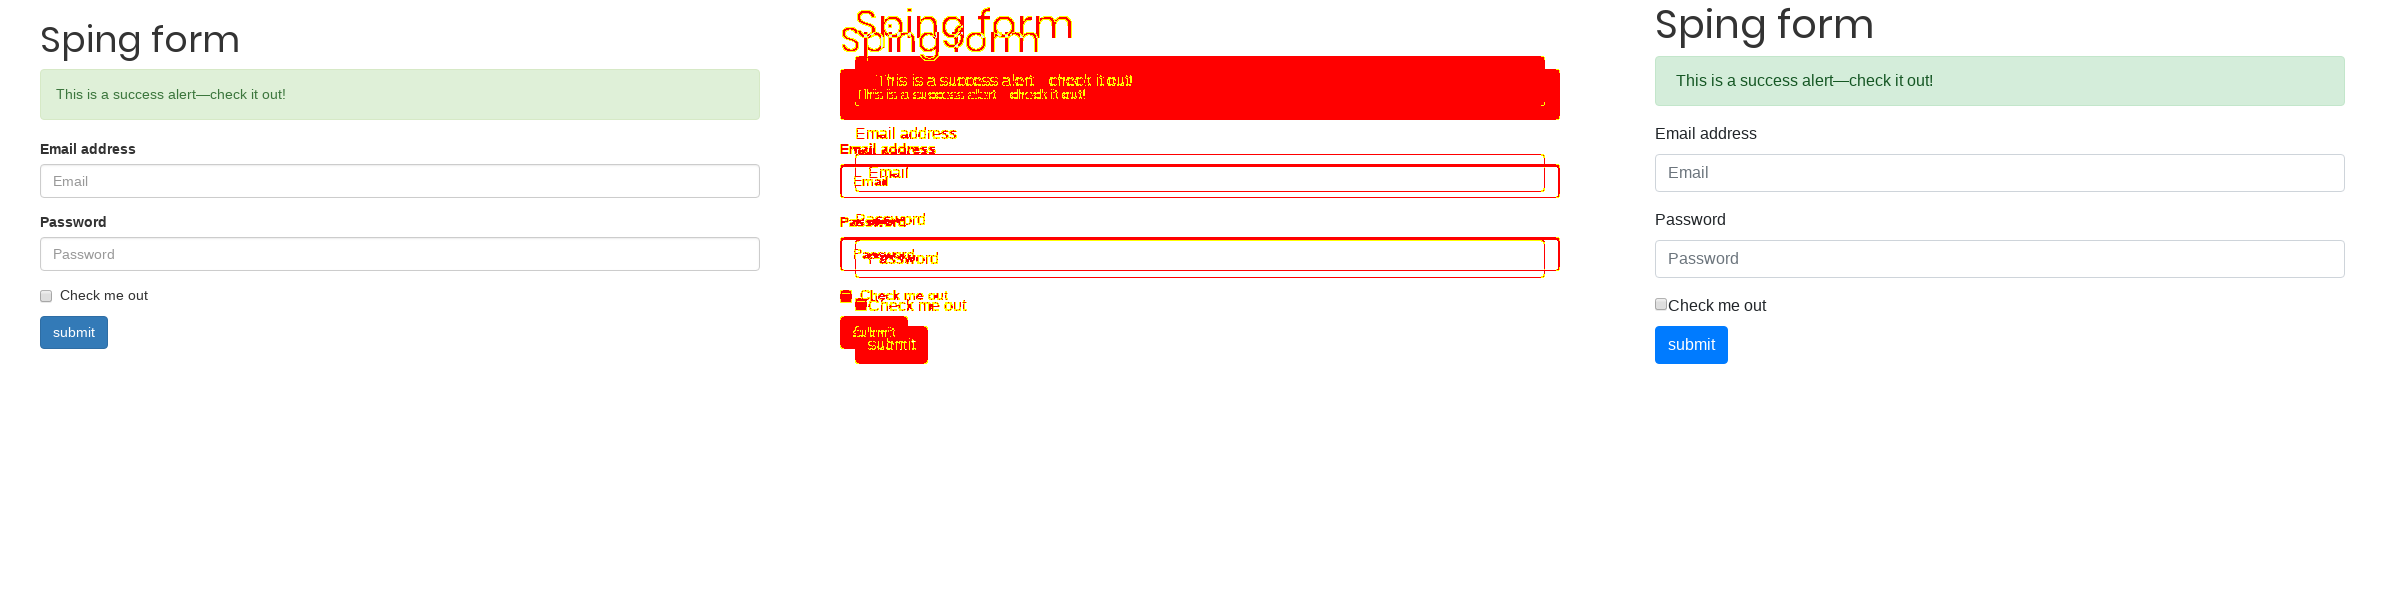 Sping form
This is a success alert—check it out!
Email address
Email
Password
Password
Check me out
submit
Sping form
Sping form
This is a success alert check it out!
This is a success alert check it out!
Email address
Email address
Email
Email
Password
Password
Password
Password
Check me out
Check me out
submit
submit
Sping form
This is a success alert—check it out!
Email address
Email
Password
Password
Check me out
submit